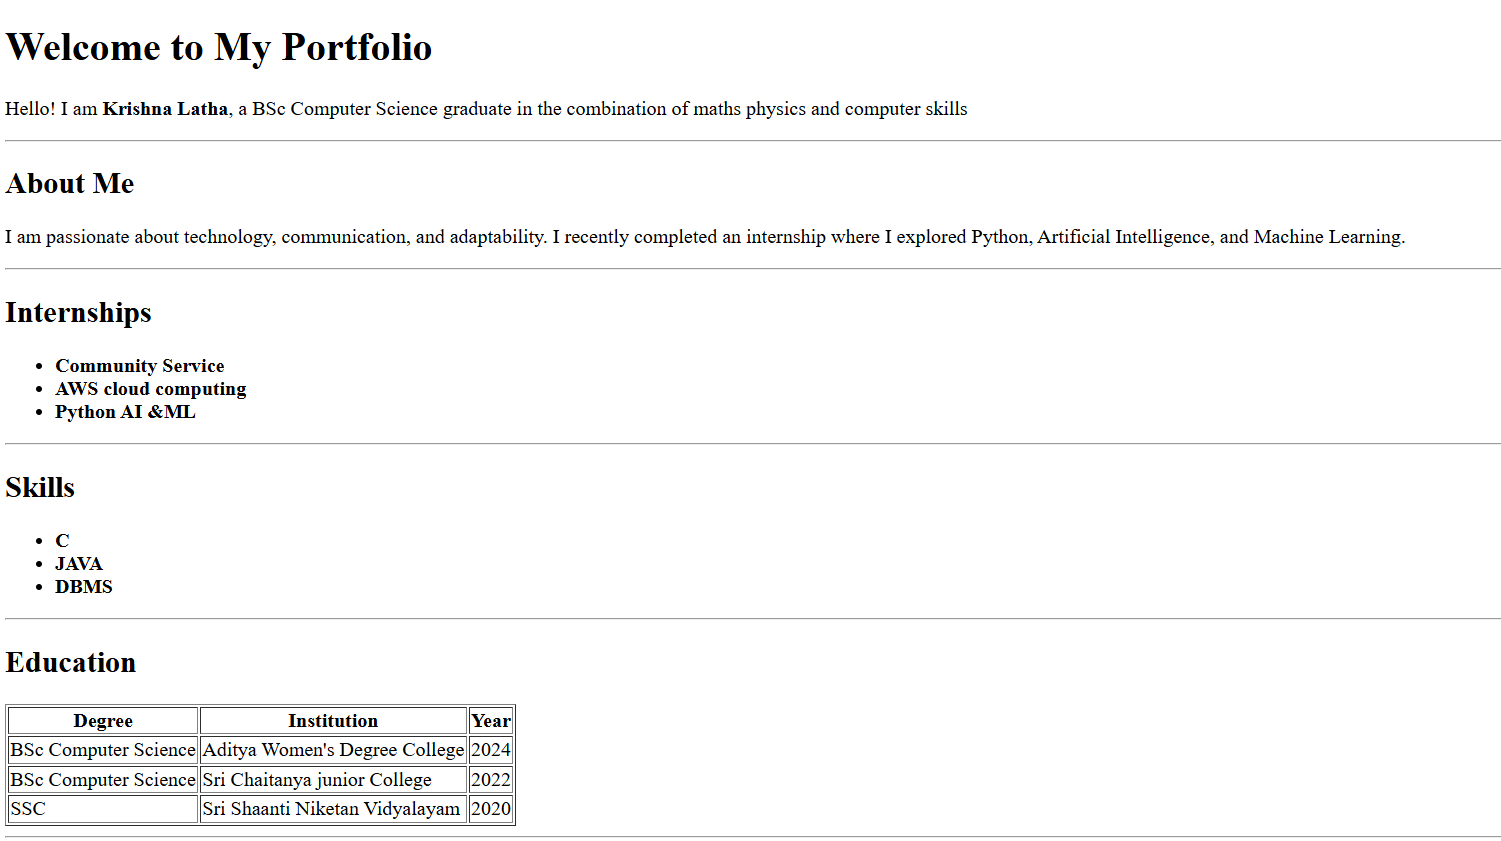 Welcome to My Portfolio
Hello! I am Krishna Latha, a BSc Computer Science graduate in the combination of maths physics and computer skills
About Me
I am passionate about technology, communication, and adaptability. I recently completed an internship where I explored Python, Artificial Intelligence, and Machine Learning.
Internships
• Community Service
• AWS cloud computing
• Python AI &ML
Skills
• C
• JAVA
• DBMS
Education
Degree Institution Year
BSc Computer Science Aditya Women's Degree College 2024
BSc Computer Science Sri Chaitanya junior College 2022
SSC Sri Shaanti Niketan Vidyalayam 2020